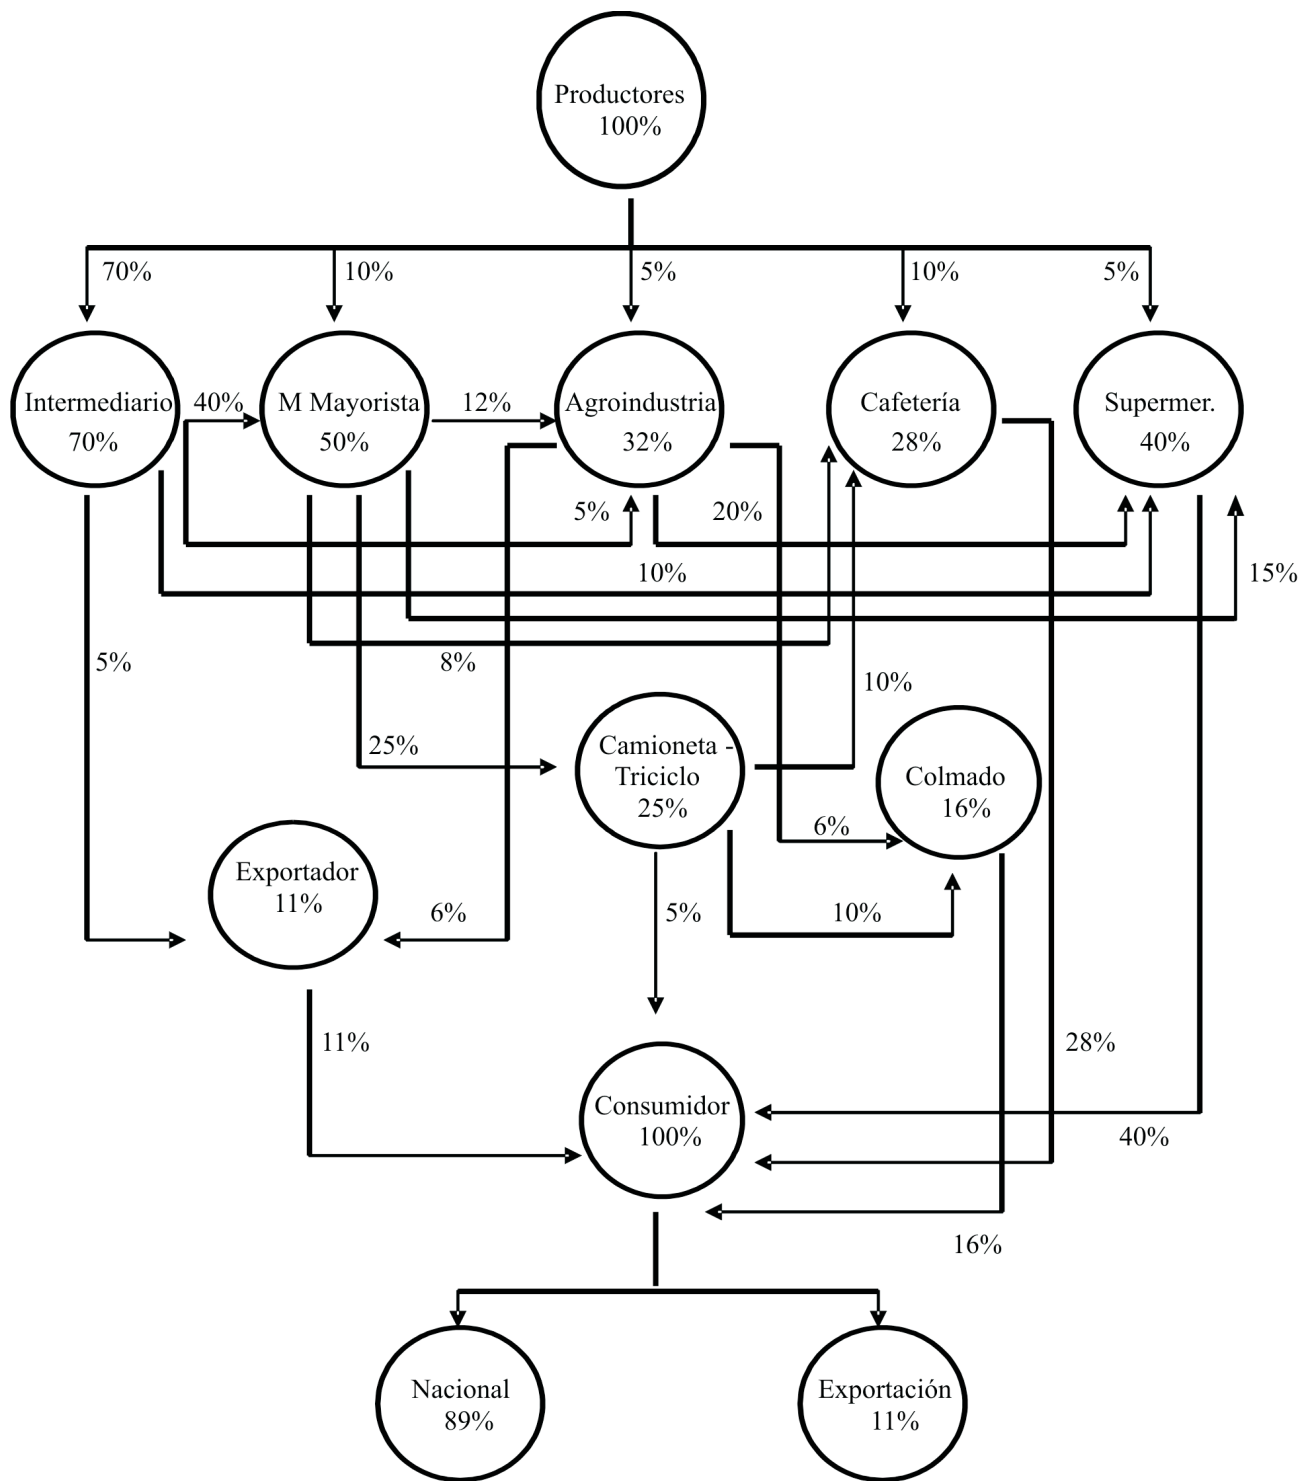 Productores
100%
70%
10%
5%
10%
5%
Intermediario
70%
40%
M Mayorista
50%
12%
Agroindustria
32%
Cafetería
28%
Supermer.
40%
5%
20%
10%
15%
5%
8%
10%
25%
Camioneta -
Triciclo
25%
Colmado
16%
6%
Exportador
11%
6%
5%
10%
11%
28%
Consumidor
100%
40%
16%
Nacional
89%
Exportación
11%